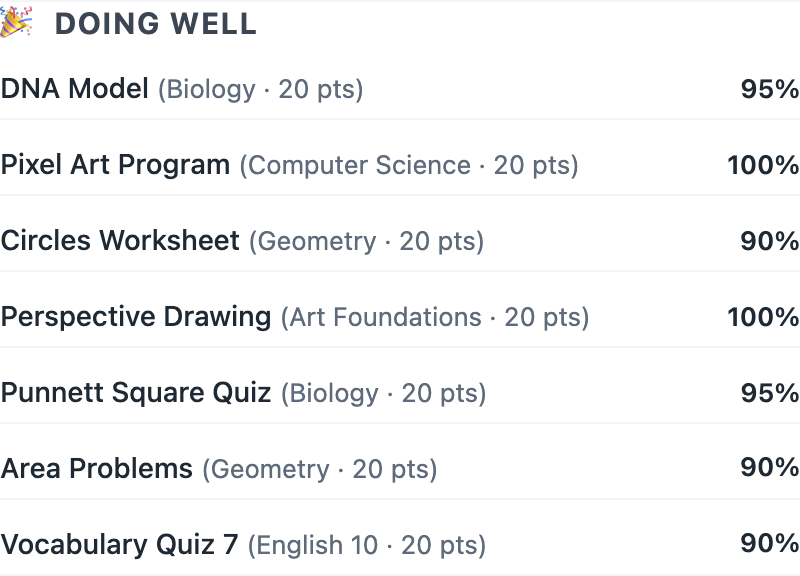 🎉 DOING WELL
DNA Model (Biology · 20 pts) 95%
Pixel Art Program (Computer Science · 20 pts) 100%
Circles Worksheet (Geometry · 20 pts) 90%
Perspective Drawing (Art Foundations · 20 pts) 100%
Punnett Square Quiz (Biology · 20 pts) 95%
Area Problems (Geometry · 20 pts) 90%
Vocabulary Quiz 7 (English 10 · 20 pts) 90%